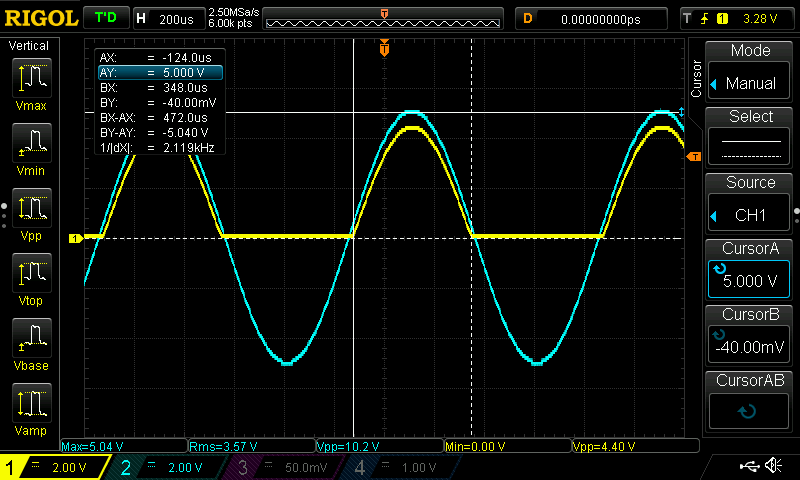 RIGOL T'D H 200us 2.50MSa/s D 0.00000000ps T 1 3.28 V
6.00k pts
T
Vertical
Vmax
Vmin
Vpp
Vtop
Vbase
Vamp
AX: = -124.0us
AY: = 5.000 V
BX: = 348.0us
BY: = -40.00mV
BX-AX: = 472.0us
BY-AY: = -5.040 V
1/|dX|: = 2.119kHz
T
T
1
Cursor
Mode
Manual
Select
Source
CH1
CursorA
5.000 V
CursorB
-40.00mV
CursorAB
Max=5.04 V Rms=3.57 V Vpp=10.2 V Min=0.00 V Vpp=4.40 V
1 = 2.00 V 2 = 2.00 V 3 = 50.0mV 4 = 1.00 V